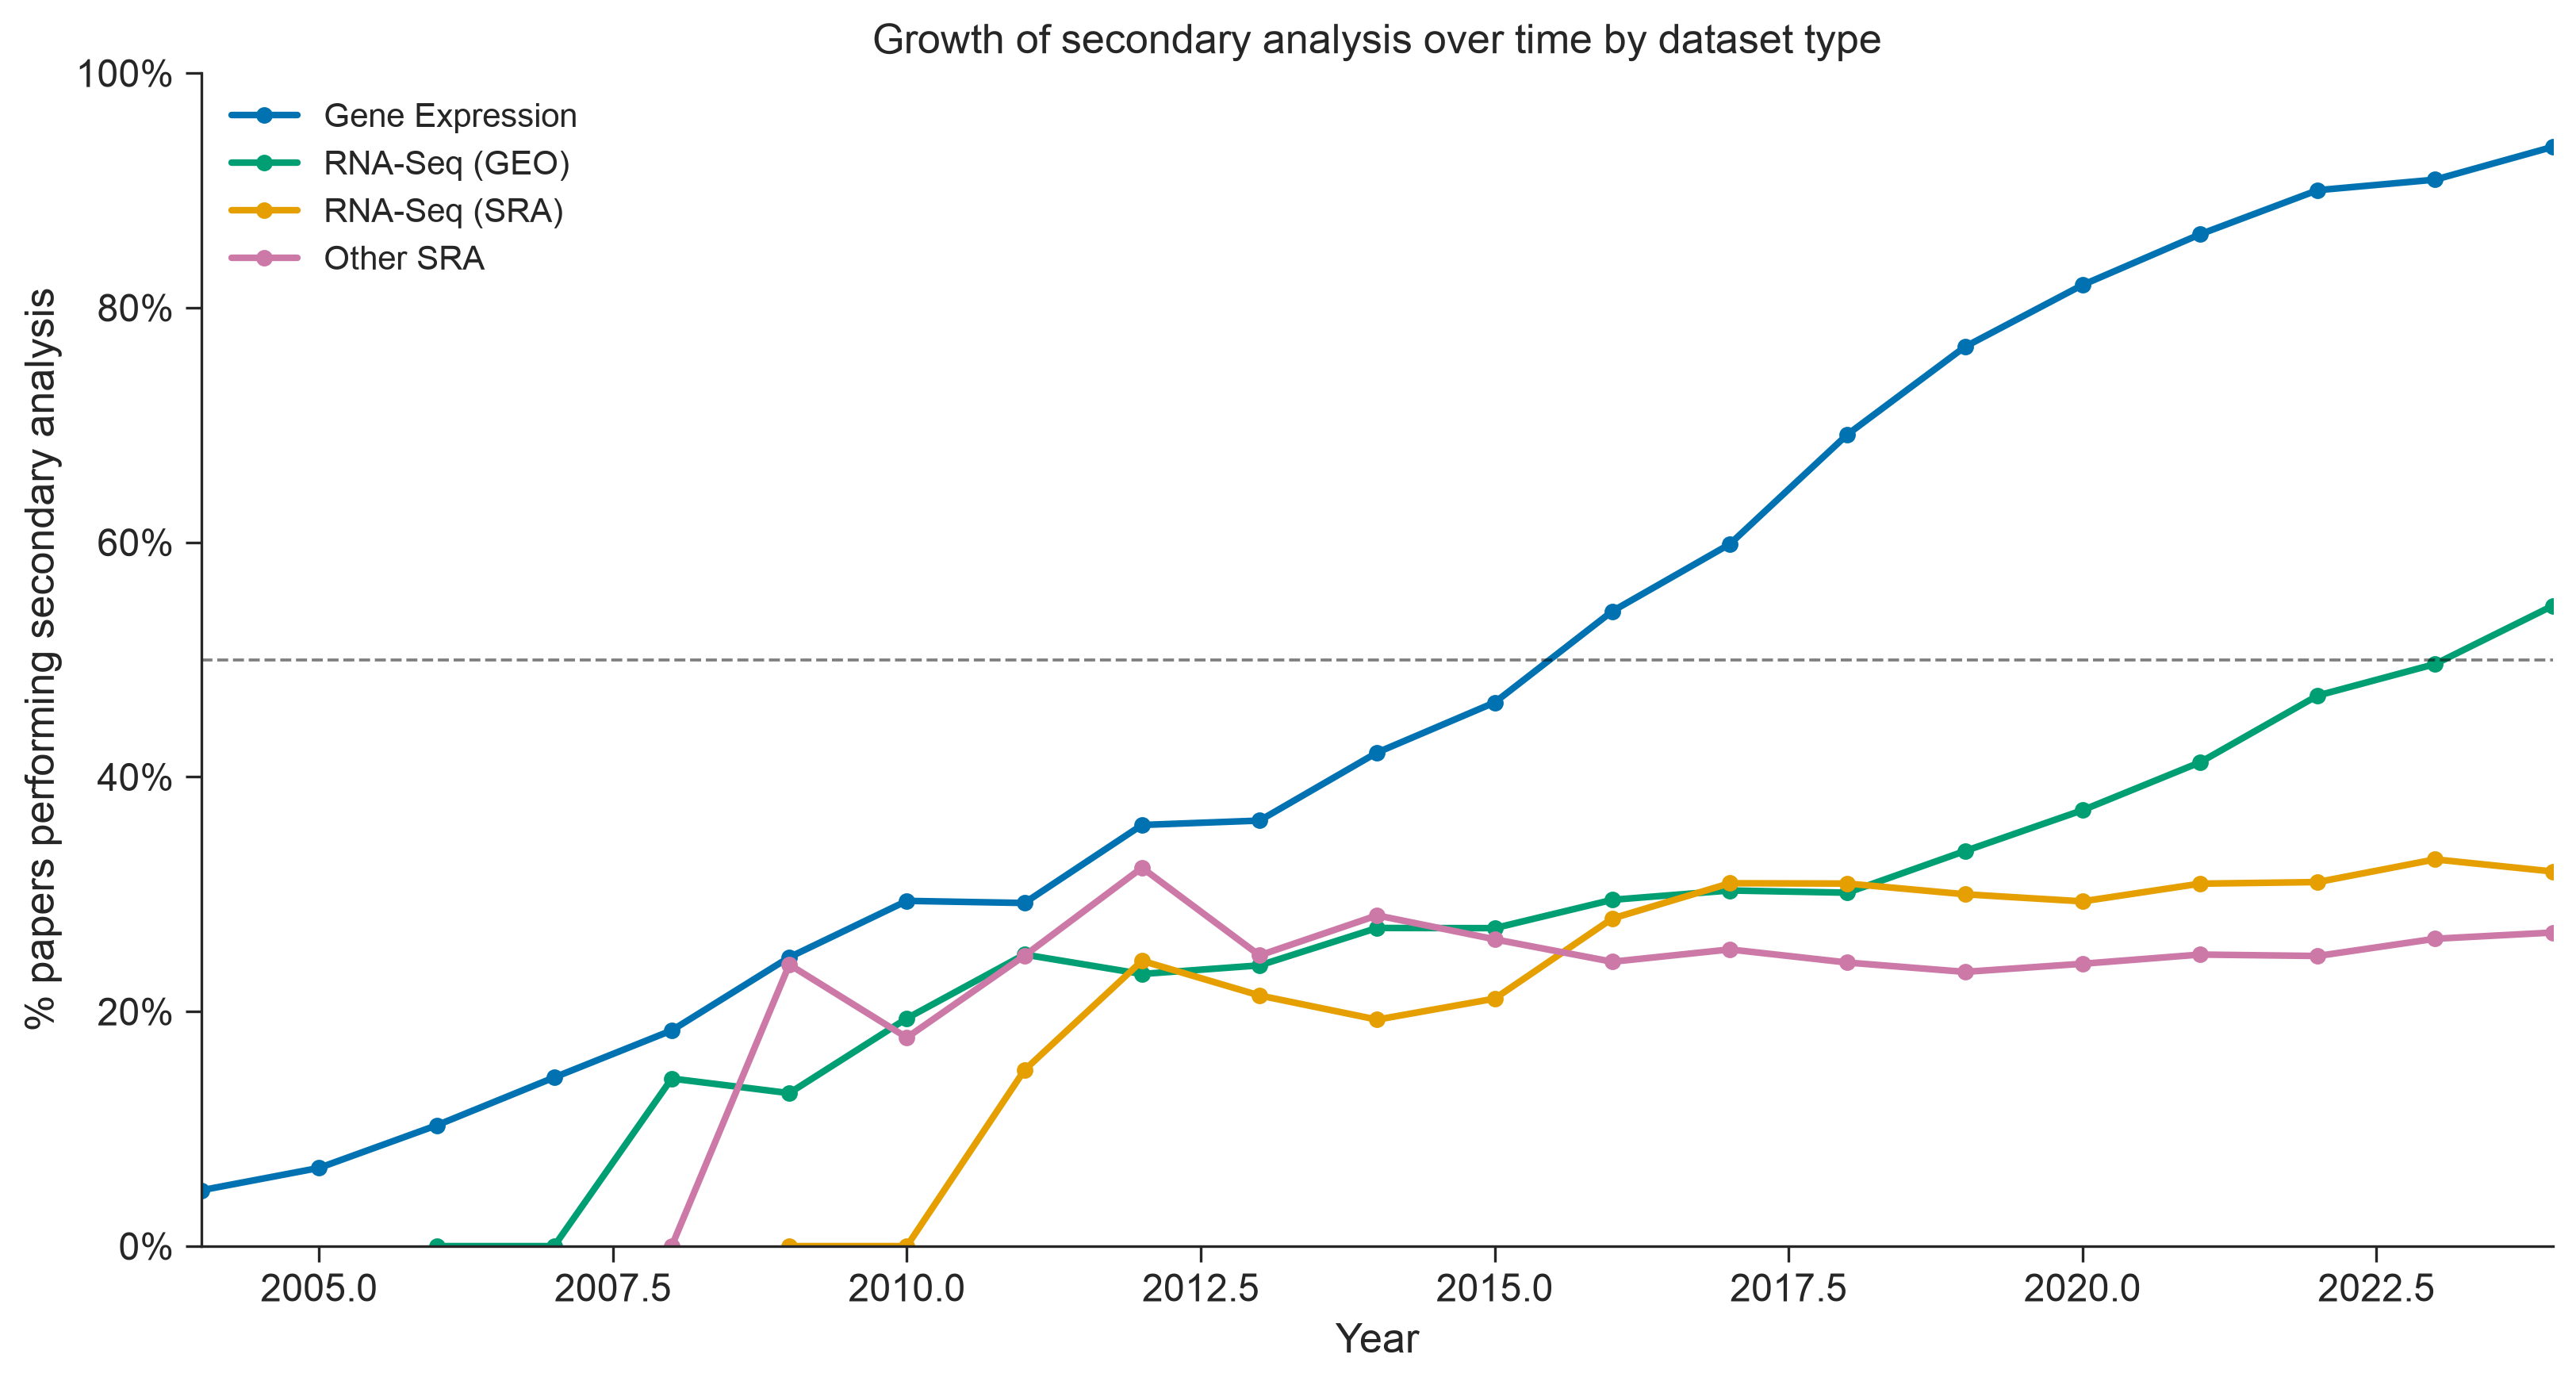 Growth of secondary analysis over time by dataset type
100%
80%
60%
40%
20%
0%
% papers performing secondary analysis
Gene Expression
RNA-Seq (GEO)
RNA-Seq (SRA)
Other SRA
2005.0
2007.5
2010.0
2012.5
2015.0
2017.5
2020.0
2022.5
Year